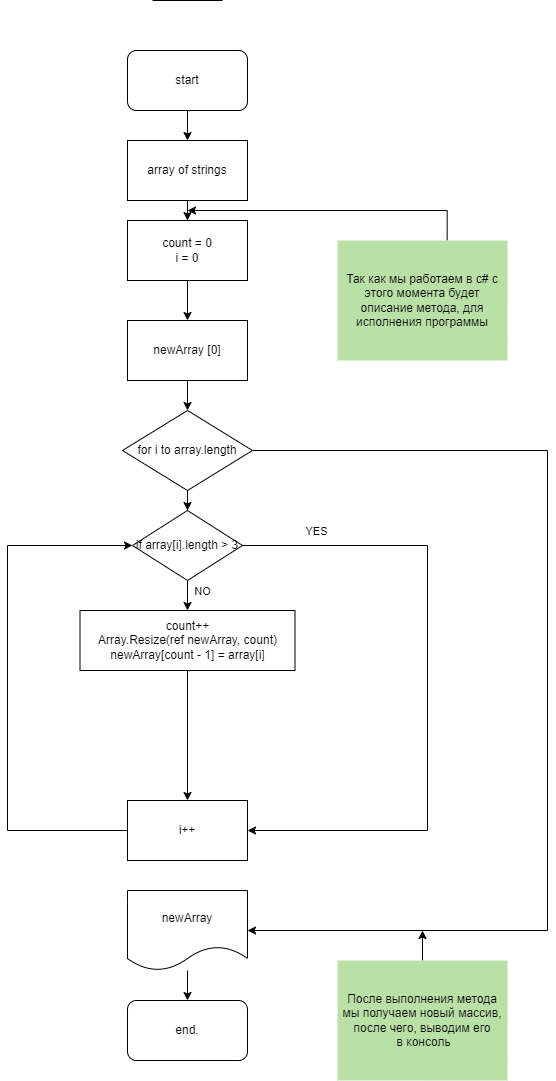 start
array of strings
count = 0
i = 0
Так как мы работаем в c# с
этого момента будет
описание метода, для
исполнения программы
newArray [0]
for i to array.length
if array[i].length > 3
YES
NO
count++
Array.Resize(ref newArray, count)
newArray[count - 1] = array[i]
i++
newArray
После выполнения метода
мы получаем новый массив,
после чего, выводим его
в консоль
end.